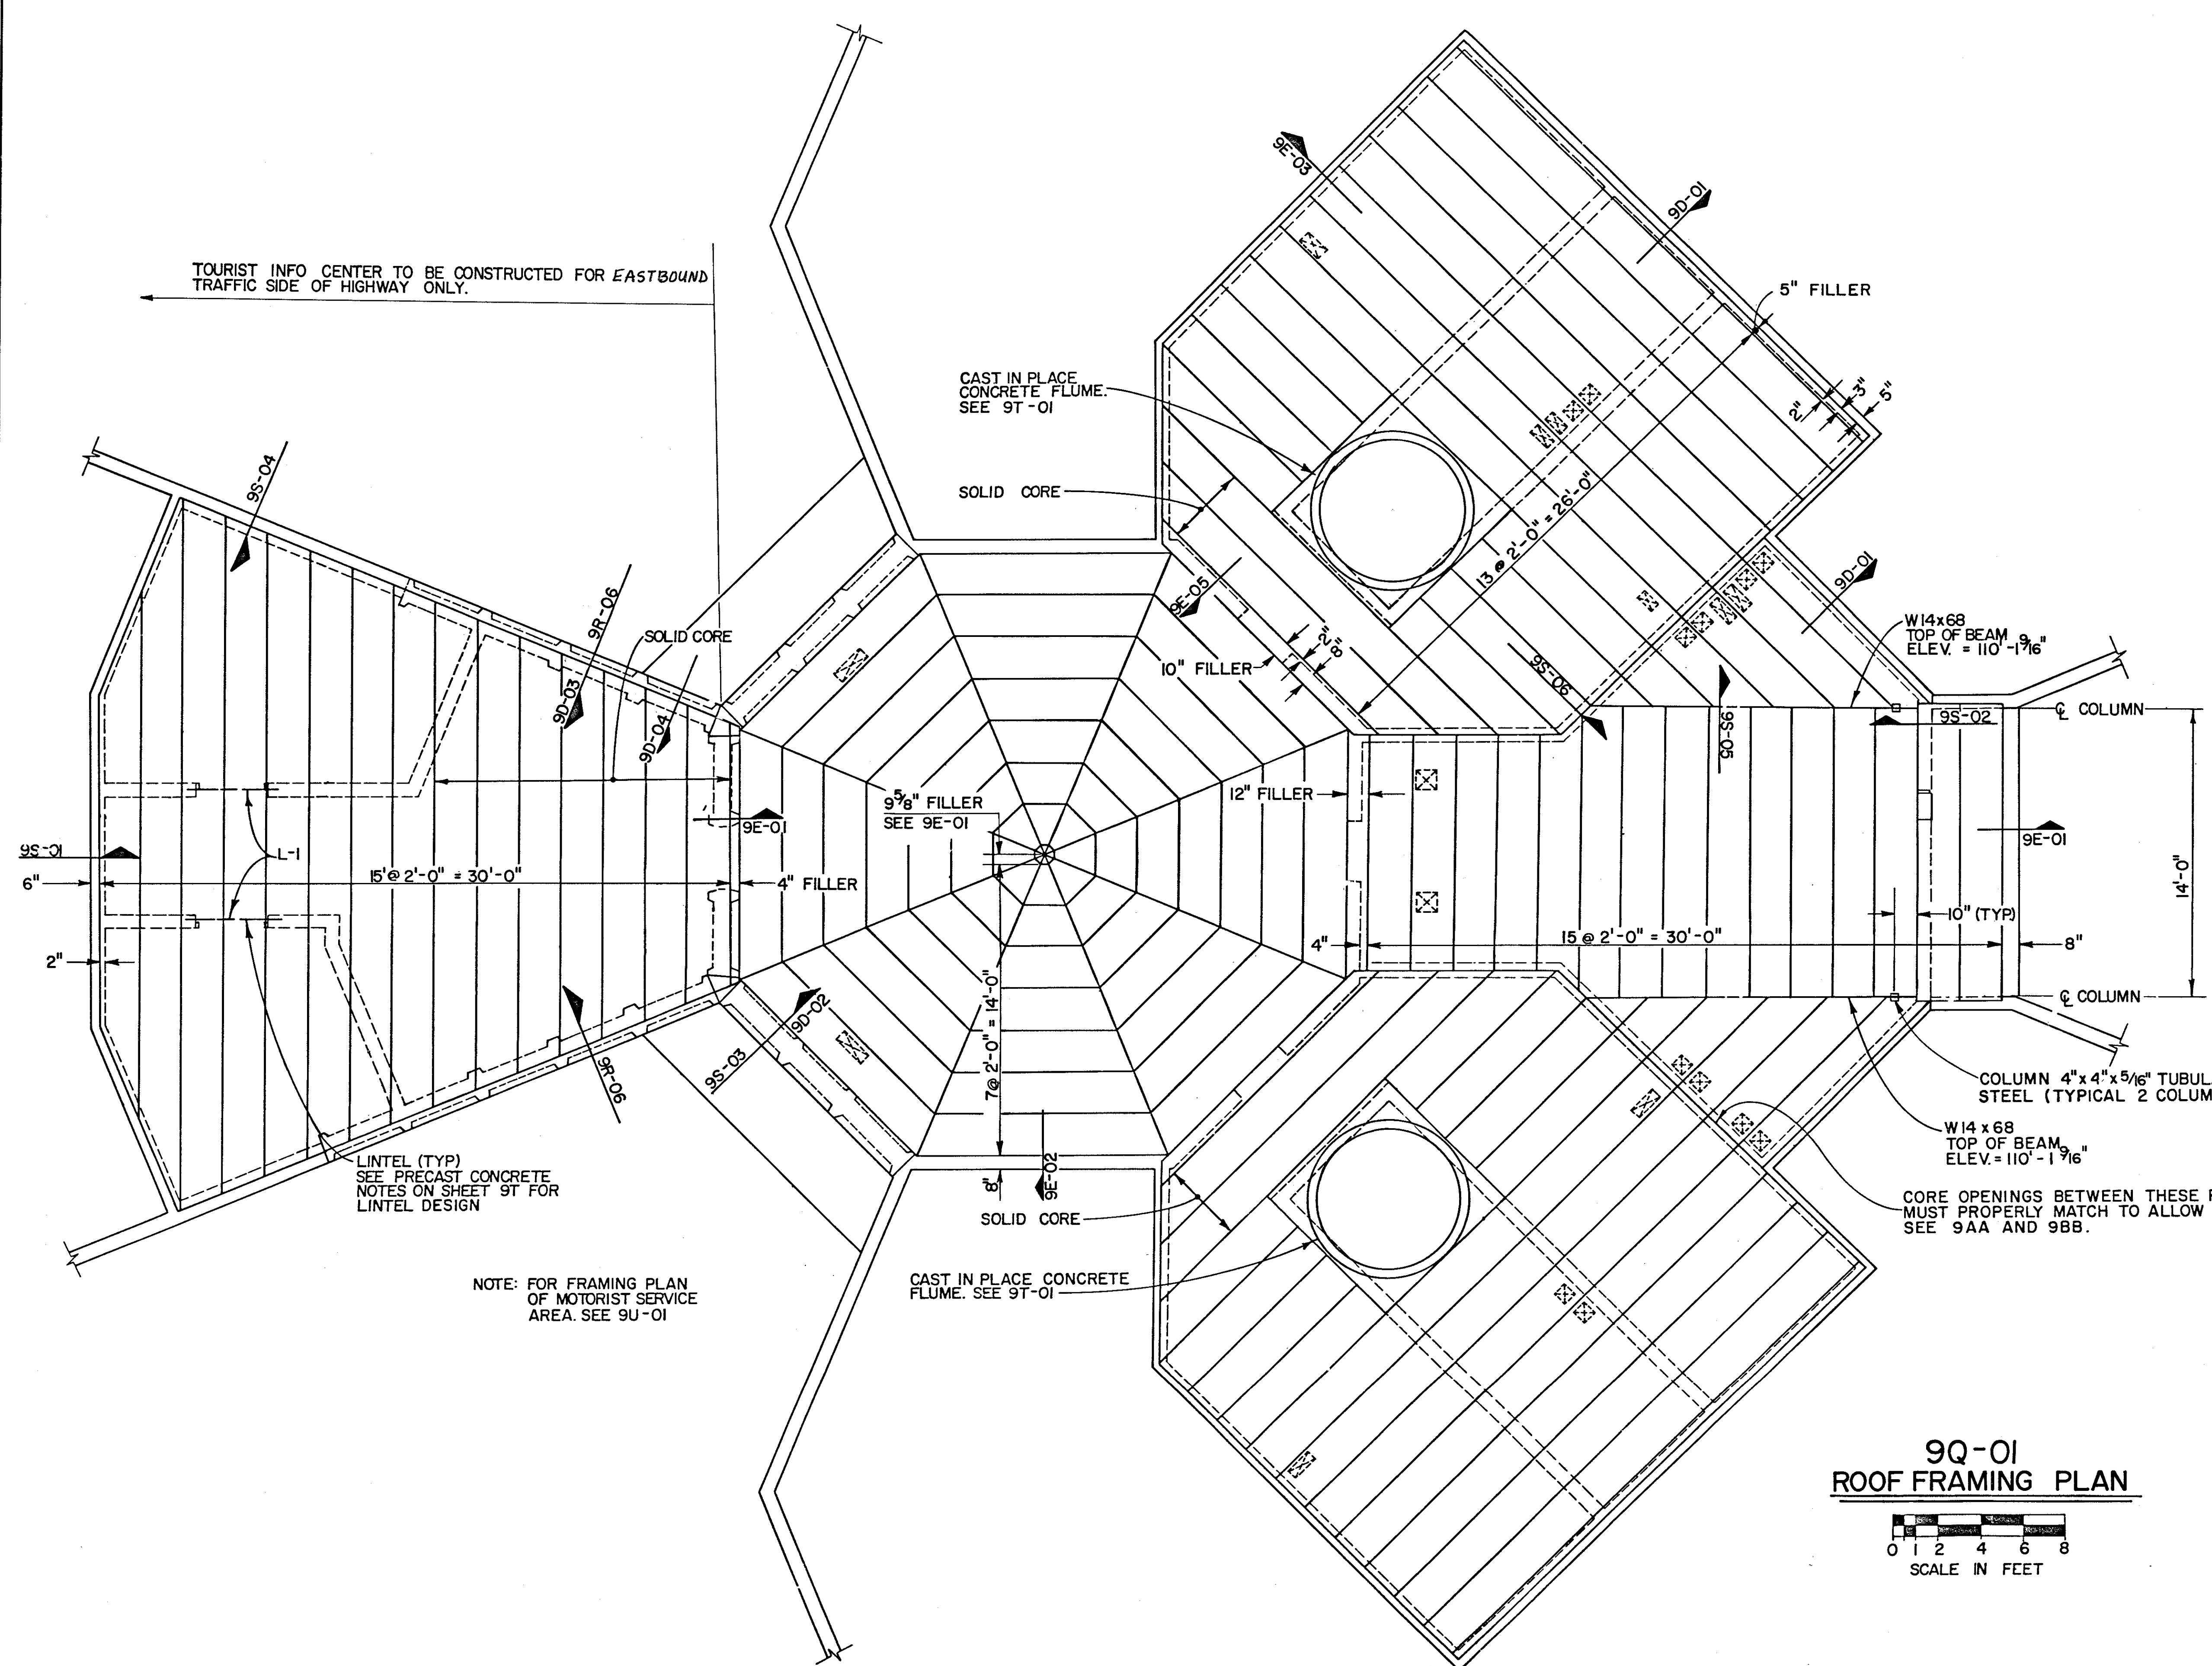 TOURIST INFO CENTER TO BE CONSTRUCTED FOR EASTBOUND
TRAFFIC SIDE OF HIGHWAY ONLY.
9E-03
9D-01
5" FILLER
CAST IN PLACE
CONCRETE FLUME.
SEE 9T-01
2"
3"
5"
SOLID CORE
9S-04
13 @ 2'-0" = 26'-0"
9D-01
9E-05
9R-06
SOLID CORE
2"
8"
10" FILLER
W14x68
TOP OF BEAM
ELEV. = 110'-1 9/16"
9S-06
9D-03
9D-04
9S-05
9S-02
℄ COLUMN
12" FILLER
9 5/8" FILLER
SEE 9E-01
9E-01
9E-01
9S-01
L-1
6"
15 @ 2'-0" = 30'-0"
4" FILLER
14'-0"
10" (TYP)
15 @ 2'-0" = 30'-0"
4"
8"
2"
℄ COLUMN
7 @ 2'-0" = 14'-0"
9D-02
9S-03
9R-06
COLUMN 4"x4"x5/16" TUBUL
STEEL (TYPICAL 2 COLUM
W14 x 68
TOP OF BEAM
ELEV. = 110'-1 9/16"
LINTEL (TYP)
SEE PRECAST CONCRETE
NOTES ON SHEET 9T FOR
LINTEL DESIGN
8"
9E-02
SOLID CORE
CORE OPENINGS BETWEEN THESE
MUST PROPERLY MATCH TO ALLOW
SEE 9AA AND 9BB.
NOTE: FOR FRAMING PLAN
OF MOTORIST SERVICE
AREA. SEE 9U-01
CAST IN PLACE CONCRETE
FLUME. SEE 9T-01
9Q-01
ROOF FRAMING PLAN
0 1 2 4 6 8
SCALE IN FEET